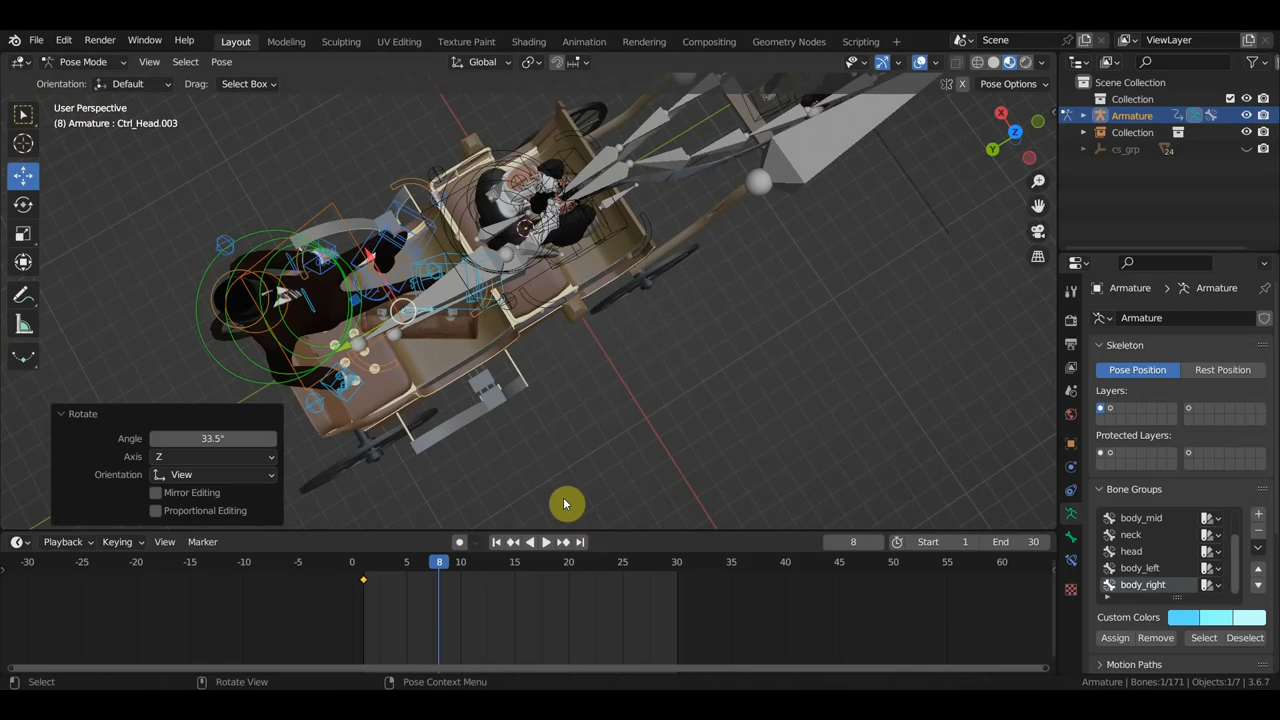 File Edit Render Window Help Layout Modeling Sculpting UV Editing Texture Paint Shading Animation Rendering Compositing Geometry Nodes Scripting + Scene ViewLayer
Pose Mode View Select Pose Global
Orientation: Default Drag: Select Box X Pose Options
User Perspective
(8) Armature : Ctrl_Head.003
X
Z
Y
Scene Collection
Collection
Armature
Collection
cs_grp 24
Armature Armature
Armature
Skeleton
Pose Position Rest Position
Layers:
Protected Layers:
Bone Groups
body_mid
neck
head
body_left
body_right
Custom Colors
Assign Remove Select Deselect
Motion Paths
Rotate
Angle 33.5°
Axis Z
Orientation View
Mirror Editing
Proportional Editing
Playback Keying View Marker 8 Start 1 End 30
-30 -25 -20 -15 -10 -5 0 5 8 10 15 20 25 30 35 40 45 50 55 60
Select Rotate View Pose Context Menu Armature | Bones:1/171 | Objects:1/7 | 3.6.7